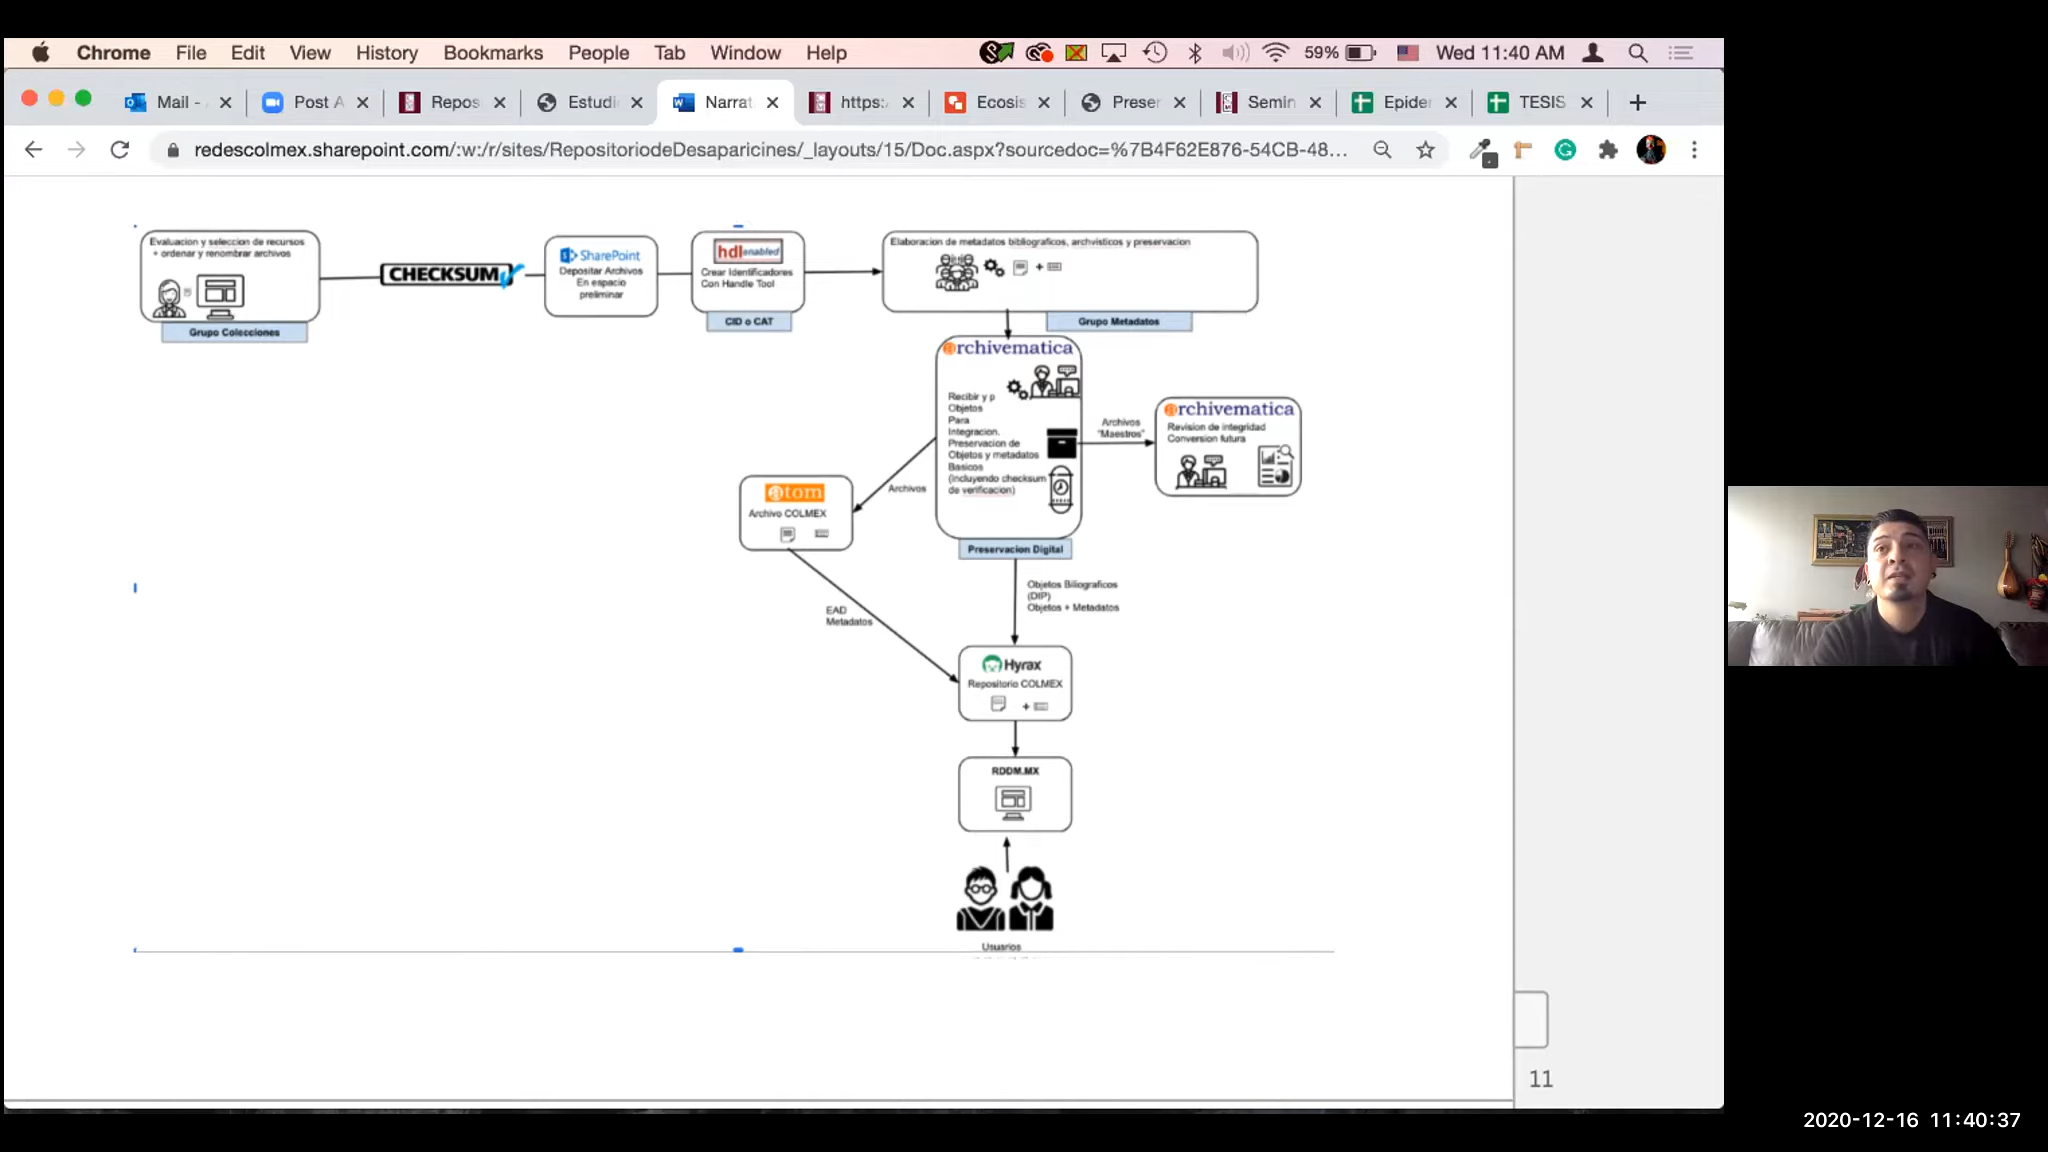 Chrome File Edit View History Bookmarks People Tab Window Help 59% Wed 11:40 AM
Mail - Post A Repos Estudi Narrat https: Ecosis Preser Semin Epider TESIS
redescolmex.sharepoint.com/:w:/r/sites/RepositoriodeDesaparicines/_layouts/15/Doc.aspx?sourcedoc=%7B4F62E876-54CB-48...
Evaluacion y seleccion de recursos
+ ordenar y renombrar archivos
Grupo Colecciones
CHECKSUM
SharePoint
Depositar Archivos
En espacio
preliminar
hdl enabled
Crear Identificadores
Con Handle Tool
CID o CAT
Elaboracion de metadatos bibliograficos, archvisticos y preservacion
Grupo Metadatos
archivematica
Recibir y p
Objetos
Para
Integracion.
Preservacion de
Objetos y metadatos
Basicos
(Incluyendo checksum
de verificacion)
Preservacion Digital
Archivos
"Maestros"
archivematica
Revision de integridad
Conversion futura
Archivos
atom
Archivo COLMEX
EAD
Metadatos
Objetos Biliograficos
(DIP)
Objetos + Metadatos
Hyrax
Repositorio COLMEX
RDDM.MX
Usuarios
11
2020-12-16 11:40:37